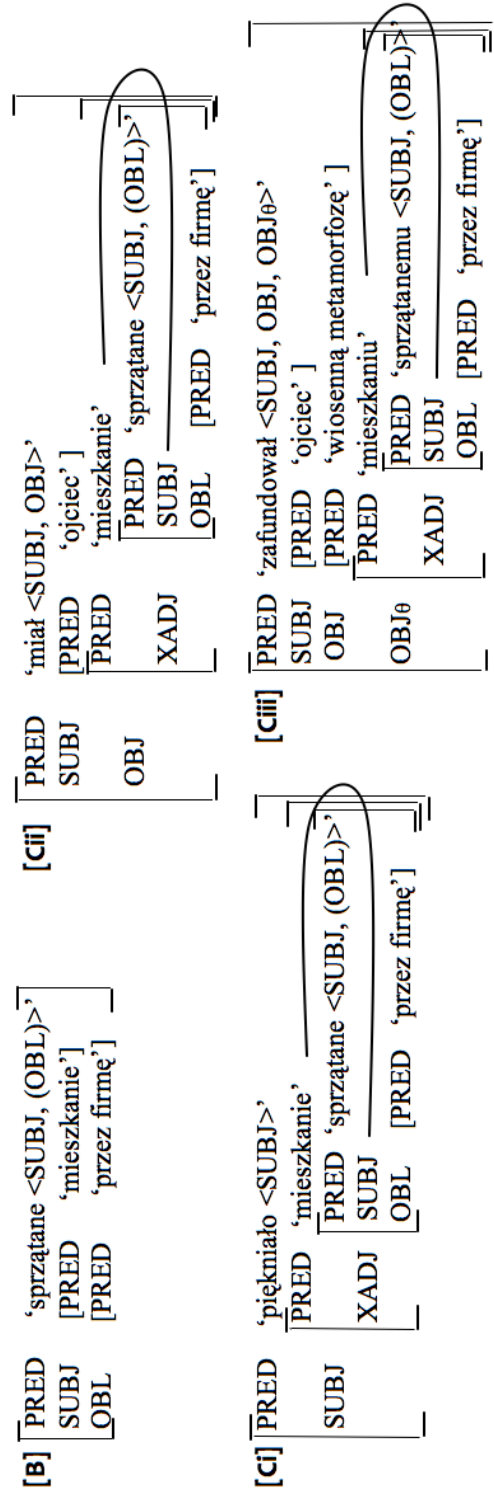 [B]
PRED ‘sprzątane <SUBJ, (OBL)>’
SUBJ [PRED ‘mieszkanie’]
OBL [PRED ‘przez firmę’]
[Cii]
PRED ‘miał <SUBJ, OBJ>’
SUBJ [PRED ‘ojciec’ ]
PRED ‘mieszkanie’
PRED ‘sprzątane <SUBJ, (OBL)>’
OBJ XADJ SUBJ
OBL [PRED ‘przez firmę’]
[Ci]
PRED ‘piękniało <SUBJ>’
PRED ‘mieszkanie’
PRED ‘sprzątane <SUBJ, (OBL)>’
SUBJ XADJ SUBJ
OBL [PRED ‘przez firmę’]
[Ciii]
PRED ‘zafundował <SUBJ, OBJ, OBJθ>’
SUBJ [PRED ‘ojciec’ ]
OBJ [PRED ‘wiosenną metamorfozę’ ]
PRED ‘mieszkaniu’
PRED ‘sprzątanemu <SUBJ, (OBL)>’
OBJθ XADJ SUBJ
OBL [PRED ‘przez firmę’]